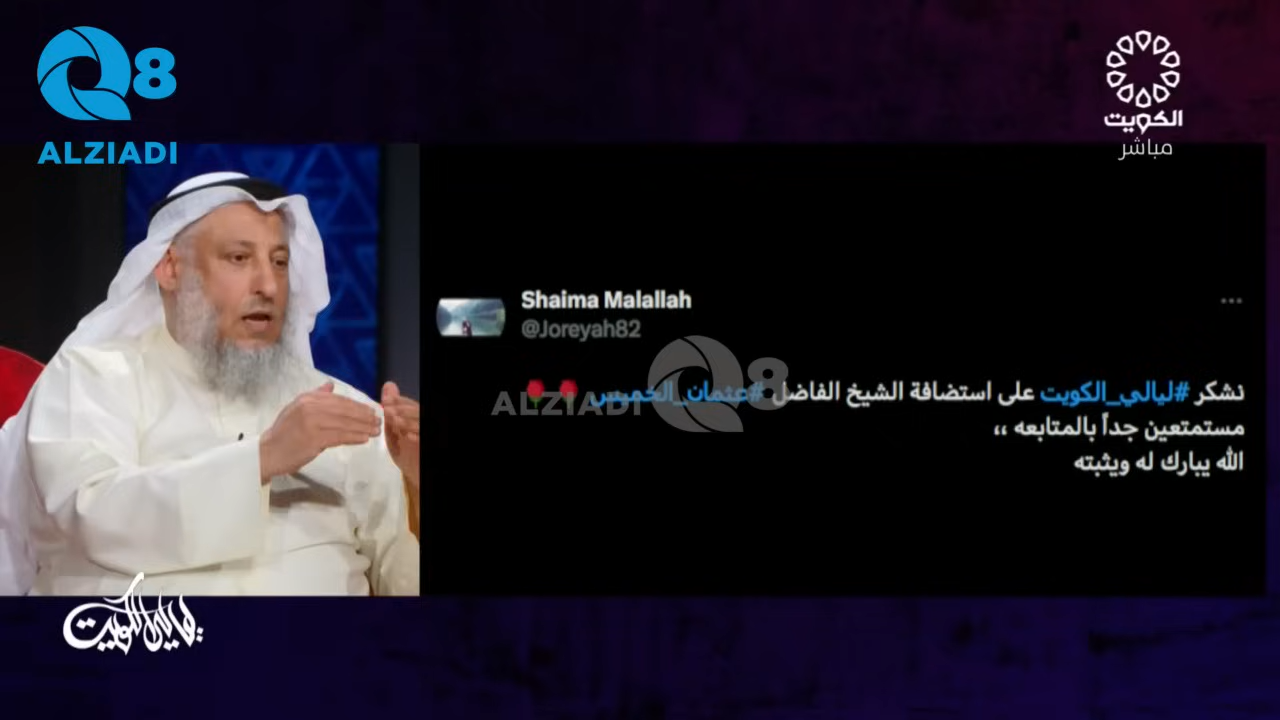 Q8
ALZIADI
الكويت
مباشر
Shaima Malallah
@Joreyah82
نشكر #ليالي_الكويت على استضافة الشيخ الفاضل #عثمان_الخميس
مستمتعين جداً بالمتابعه ،،
الله يبارك له ويثبته
ALZIADI Q8
ليالي الكويت